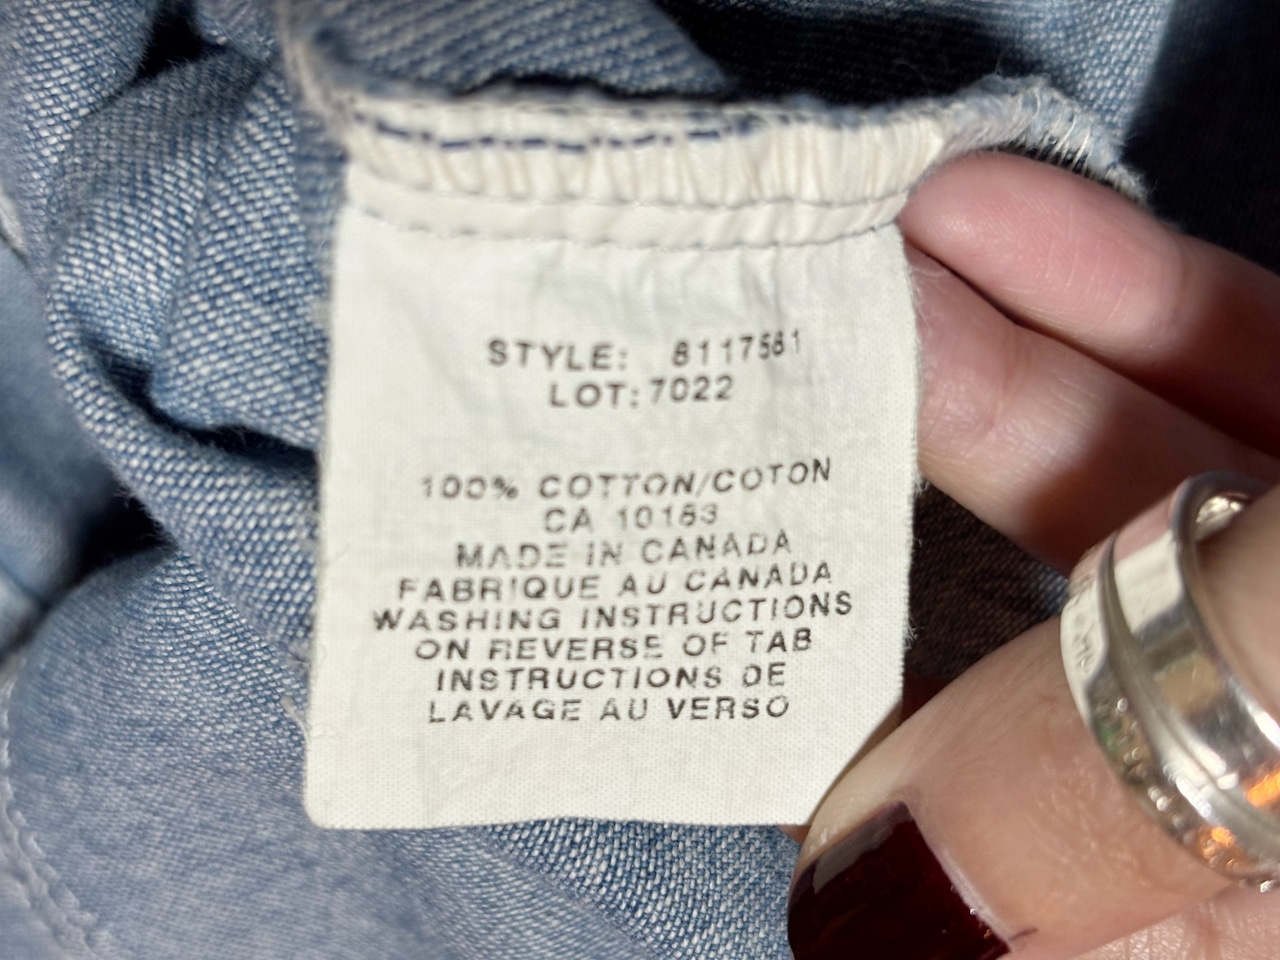 STYLE: 8117581
LOT: 7022
100% COTTON/COTON
CA 10163
MADE IN CANADA
FABRIQUE AU CANADA
WASHING INSTRUCTIONS
ON REVERSE OF TAB
INSTRUCTIONS DE
LAVAGE AU VERSO